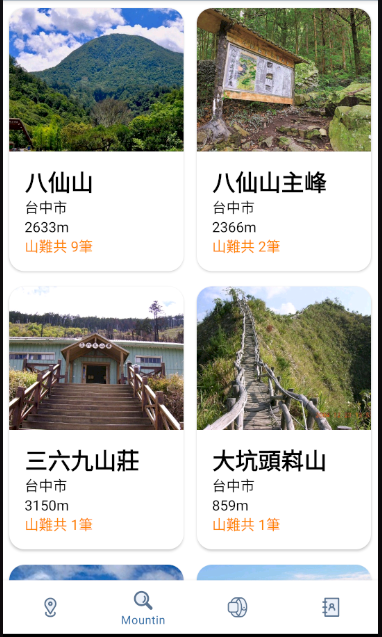 八仙山
台中市
2633m
山難共 9筆
八仙山主峰
台中市
2366m
山難共 2筆
三六九山莊
台中市
3150m
山難共 1筆
大坑頭嵙山
台中市
859m
山難共 1筆
Mountin